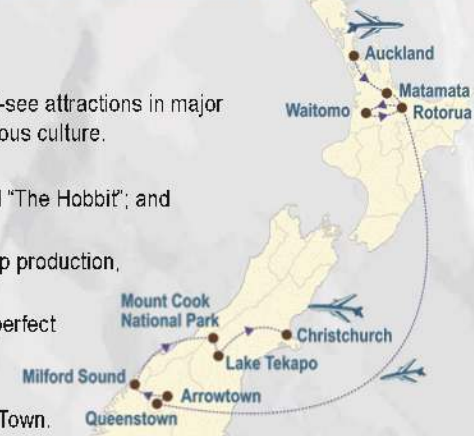 -see attractions in major
ous culture.
"The Hobbit"; and
p production,
perfect
Town.
Auckland
Matamata
Waitomo
Rotorua
Mount Cook
National Park
Christchurch
Lake Tekapo
Milford Sound
Arrowtown
Queenstown